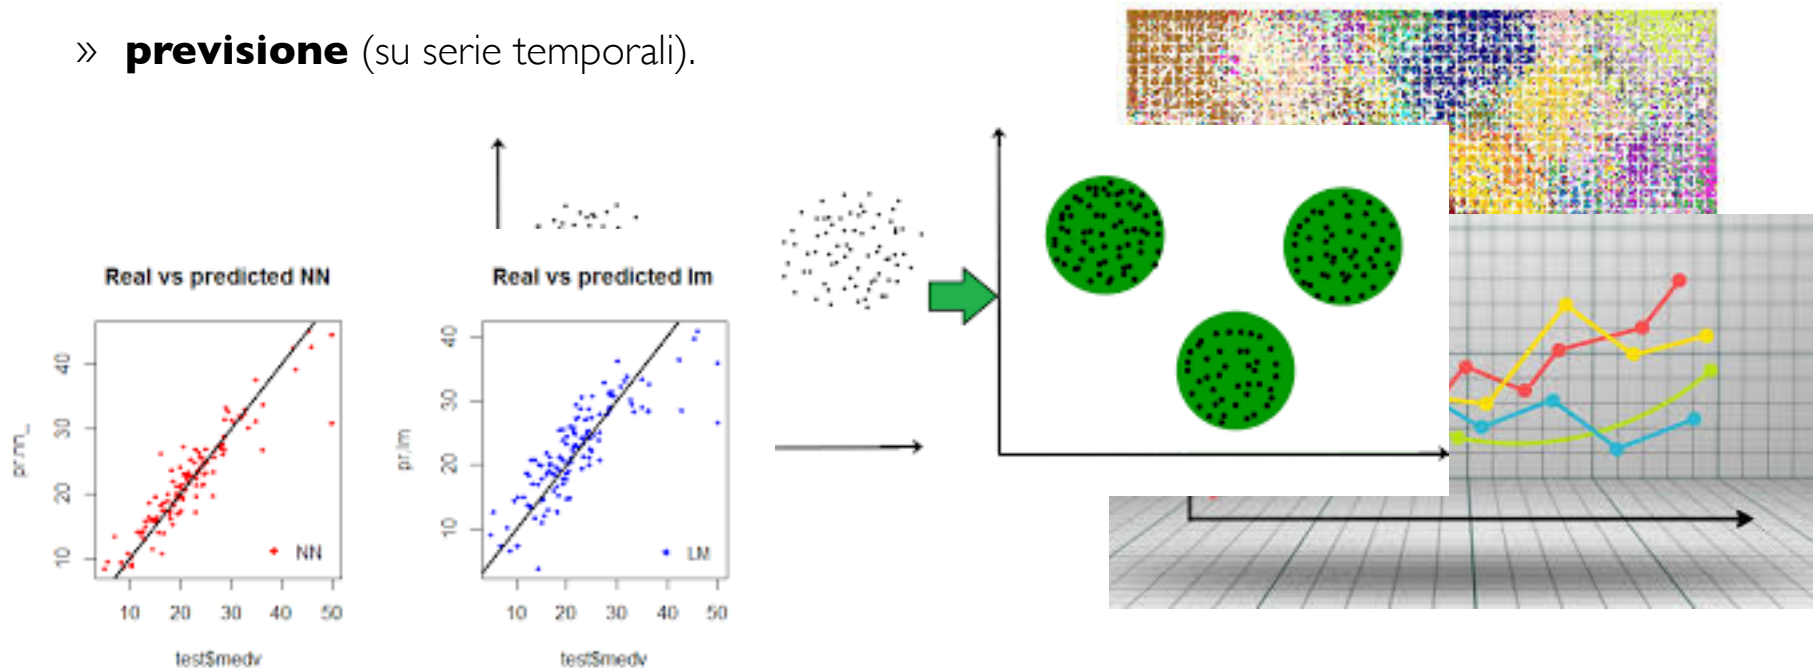 » previsione (su serie temporali).
Real vs predicted NN
Real vs predicted lm
40
30
20
10
pr.nn_
NN
10 20 30 40 50
test$medv
40
30
20
10
pr.lm
LM
10 20 30 40 50
test$medv